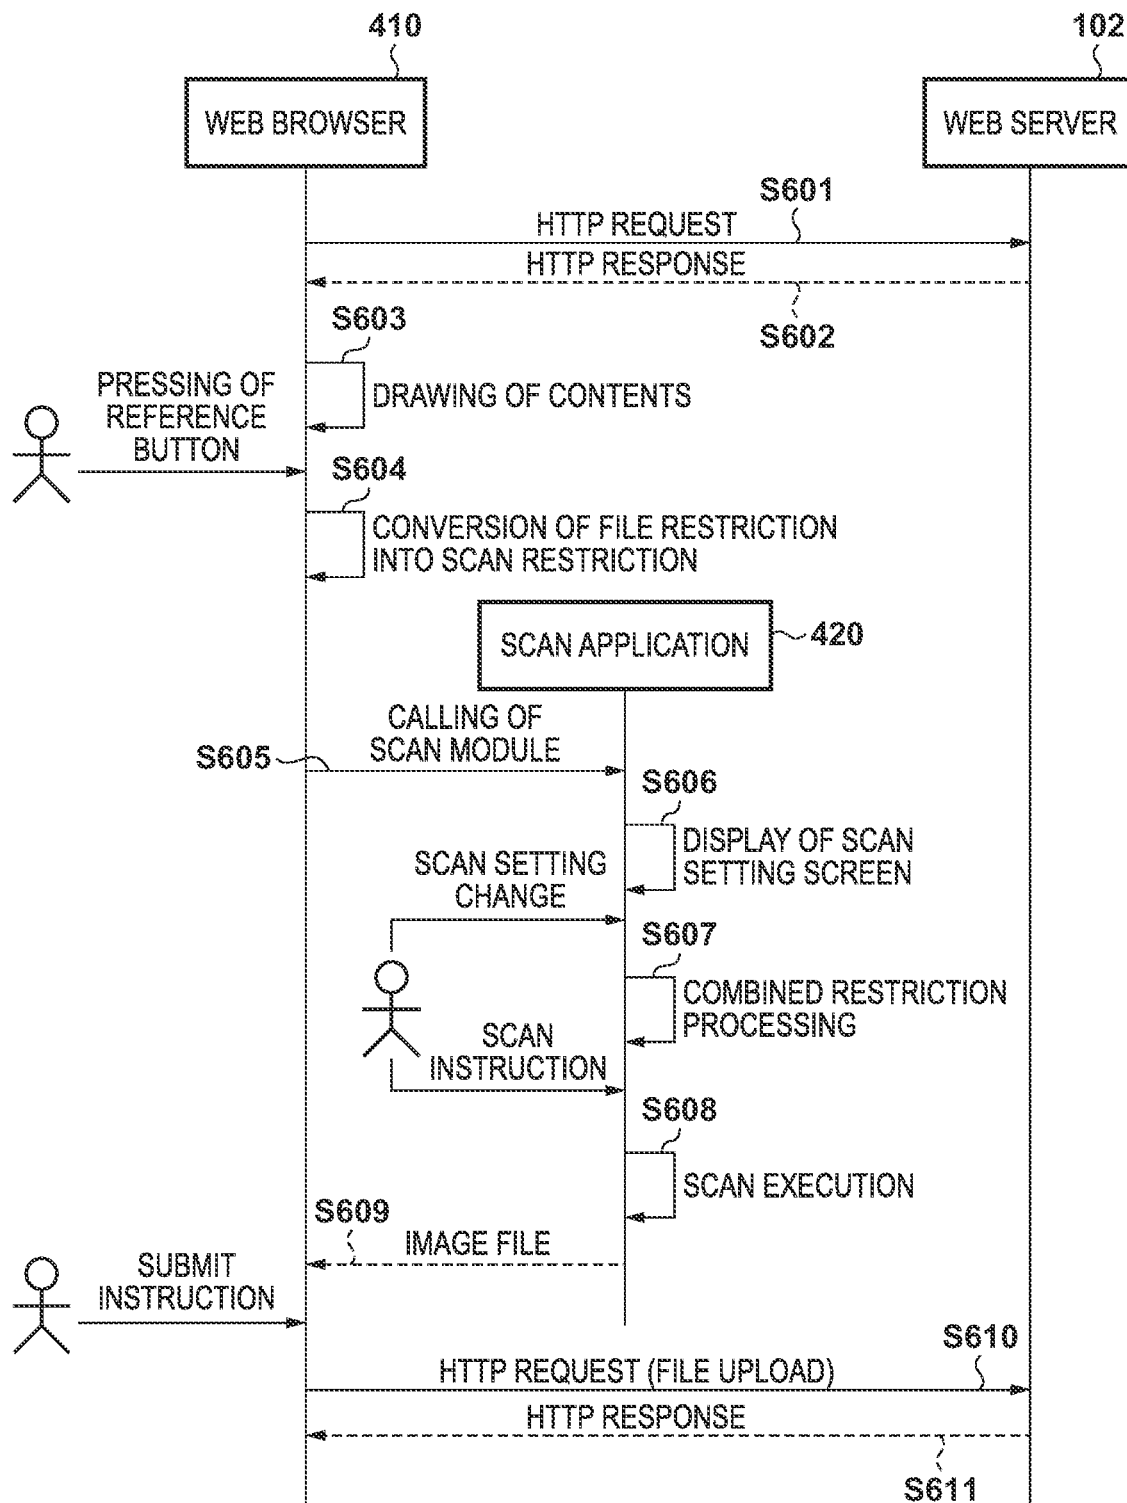 410
102
WEB BROWSER
WEB SERVER
S601
HTTP REQUEST
HTTP RESPONSE
S602
S603
DRAWING OF CONTENTS
PRESSING OF
REFERENCE
BUTTON
S604
CONVERSION OF FILE RESTRICTION
INTO SCAN RESTRICTION
SCAN APPLICATION
420
CALLING OF
SCAN MODULE
S605
S606
DISPLAY OF SCAN
SETTING SCREEN
SCAN SETTING
CHANGE
S607
COMBINED RESTRICTION
PROCESSING
SCAN
INSTRUCTION
S608
SCAN EXECUTION
S609
IMAGE FILE
SUBMIT
INSTRUCTION
S610
HTTP REQUEST (FILE UPLOAD)
HTTP RESPONSE
S611